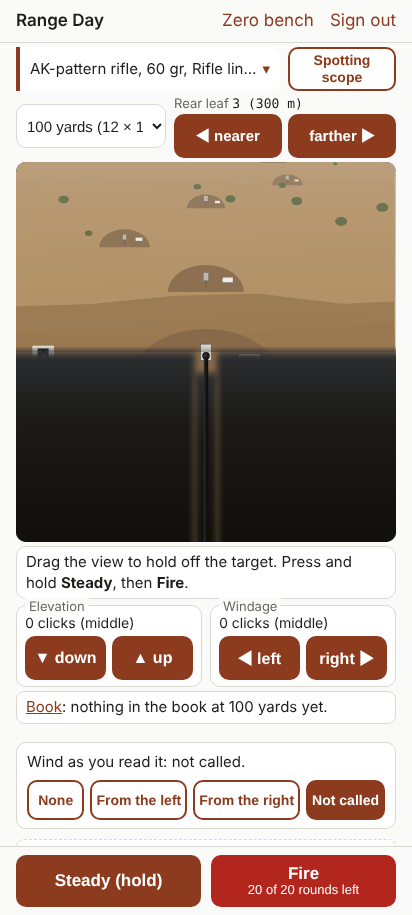 Range Day Zero bench Sign out
AK-pattern rifle, 60 gr, Rifle lin... ▾
Spotting
scope
Rear leaf 3 (300 m)
100 yards (12 × 1
◀ nearer farther ▶
Drag the view to hold off the target. Press and
hold Steady, then Fire.
Elevation
0 clicks (middle)
▼ down ▲ up
Windage
0 clicks (middle)
◀ left right ▶
Book: nothing in the book at 100 yards yet.
Wind as you read it: not called.
None From the left From the right Not called
Steady (hold)
Fire
20 of 20 rounds left